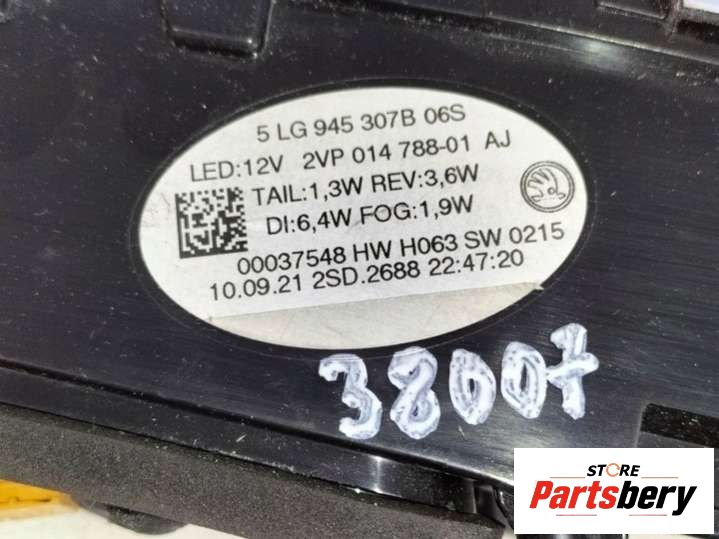 5 LG 945 307B 06S
LED:12V 2VP 014 788-01 AJ
TAIL:1,3W REV:3,6W
DI:6,4W FOG:1,9W
00037548 HW H063 SW 0215
10.09.21 2SD.2688 22:47:20
38007
STORE
Partsbery